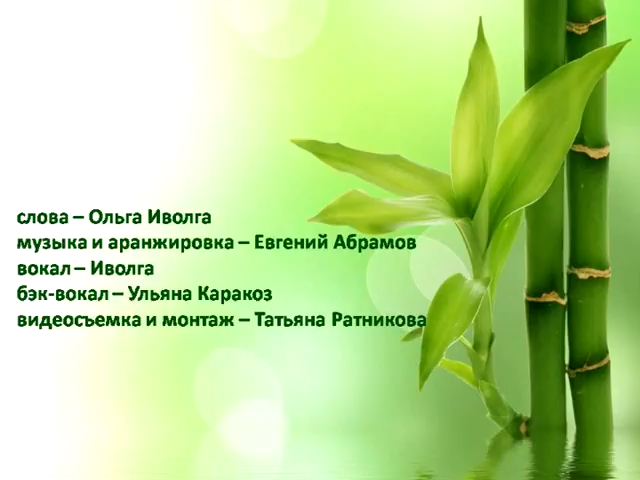 слова – Ольга Иволга
музыка и аранжировка – Евгений Абрамов
вокал – Иволга
бэк-вокал – Ульяна Каракоз
видеосъемка и монтаж – Татьяна Ратникова